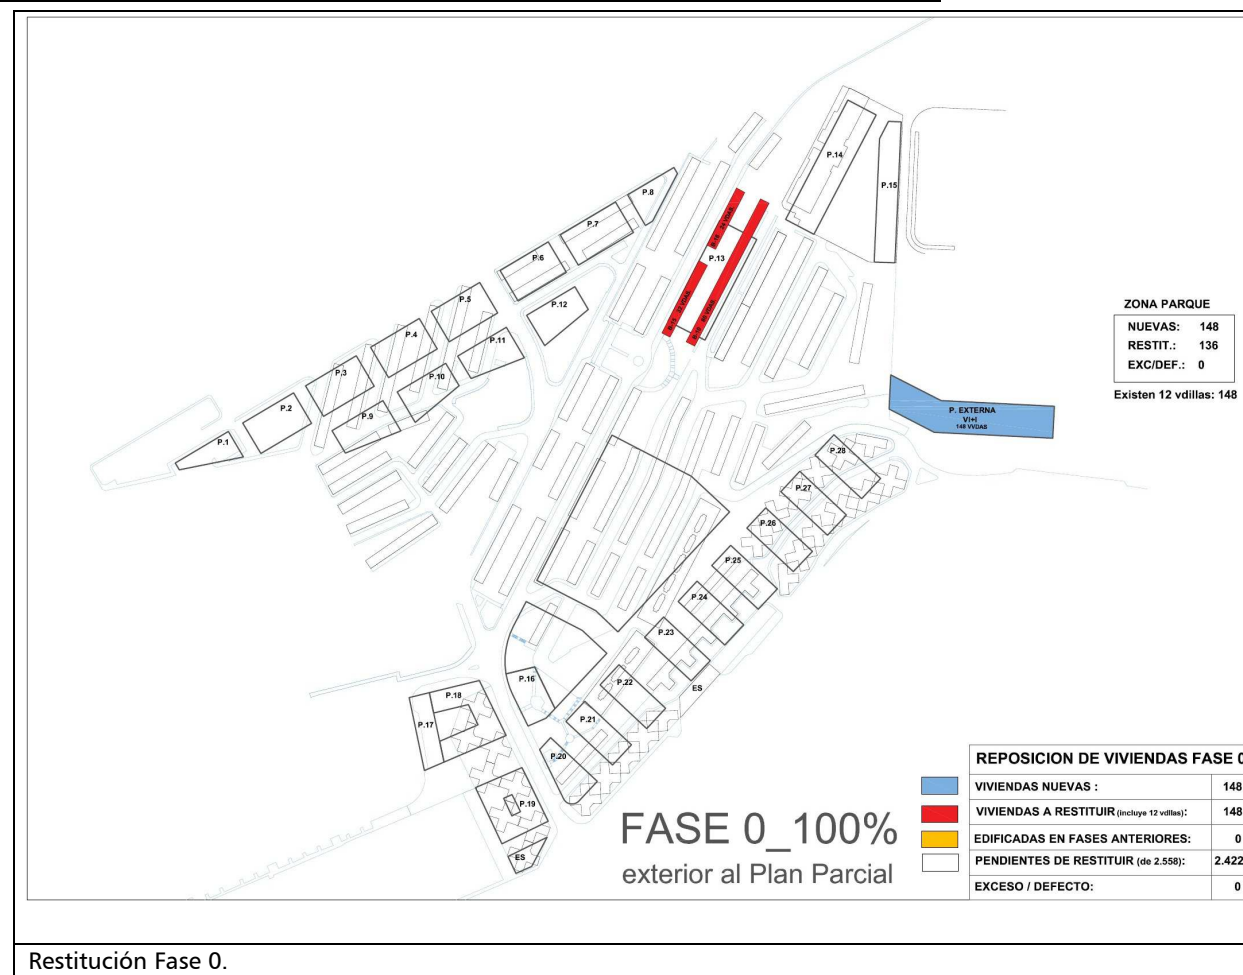 P.14
P.15
P.8
P.7
P.13
P.6
P.5
P.12
P.4
P.11
P.3
P.10
P.2
P.9
P.1
ZONA PARQUE
NUEVAS: 148
RESTIT.: 136
EXC/DEF.: 0
Existen 12 vdillas: 148
P. EXTERNA
VI+I
148 VVDAS
P.28
P.27
P.26
P.25
P.24
P.23
P.22
ES
P.16
P.18
P.17
P.21
P.20
P.19
ES
FASE 0_100%
exterior al Plan Parcial
REPOSICION DE VIVIENDAS FASE 0
VIVIENDAS NUEVAS : 148
VIVIENDAS A RESTITUIR (incluye 12 vdllas): 148
EDIFICADAS EN FASES ANTERIORES: 0
PENDIENTES DE RESTITUIR (de 2.558): 2.422
EXCESO / DEFECTO: 0
Restitución Fase 0.